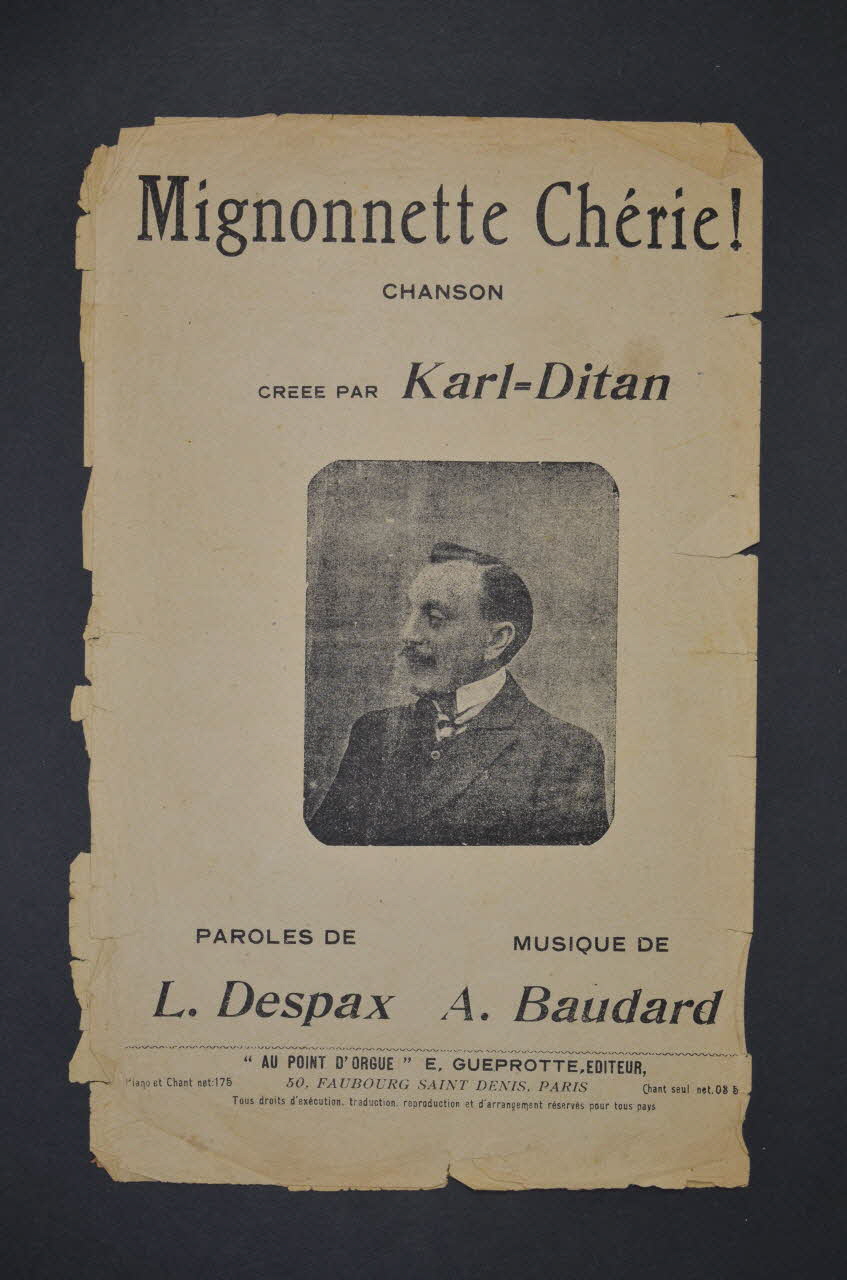 Mignonnette Chérie!
CHANSON
CREEE PAR Karl=Ditan
PAROLES DE MUSIQUE DE
L. Despax A. Baudard
" AU POINT D'ORGUE " E. GUEPROTTE, EDITEUR,
Piano et Chant net: 175 50, FAUBOURG SAINT DENIS, PARIS Chant seul net.
Tous droits d'exécution, traduction, reproduction et d'arrangement réservés pour tous pays